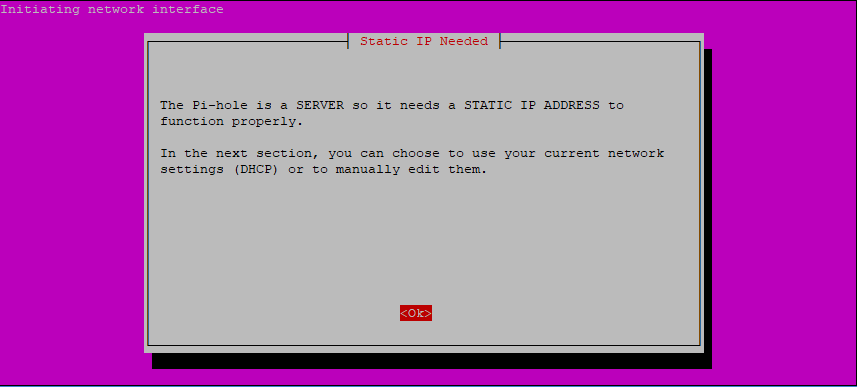 Initiating network interface
Static IP Needed
The Pi-hole is a SERVER so it needs a STATIC IP ADDRESS to
function properly.
In the next section, you can choose to use your current network
settings (DHCP) or to manually edit them.
<Ok>